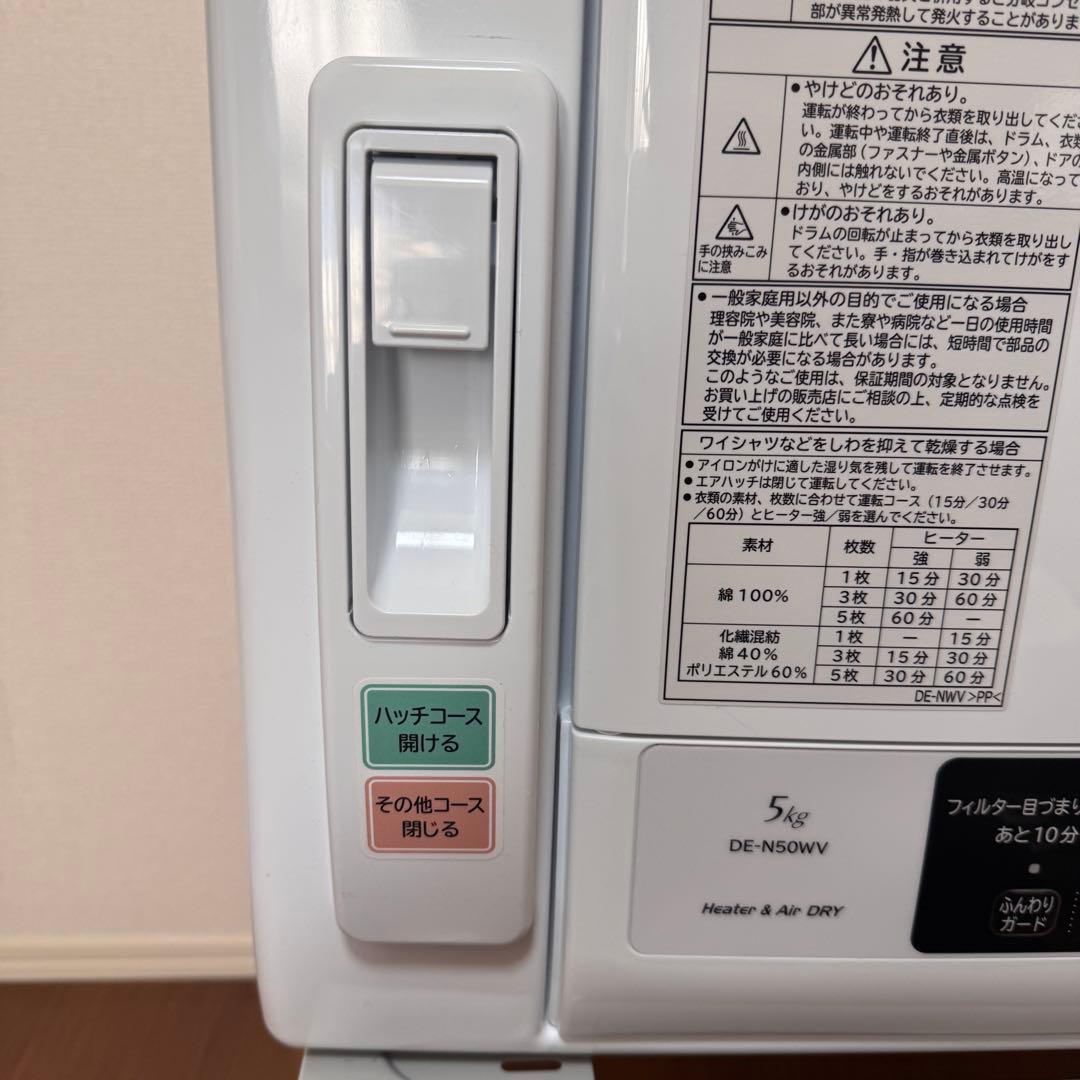 部が異常発熱して発火することがありま
注意
●やけどのおそれあり。
運転が終わってから衣類を取り出してくだ
い。運転中や運転終了直後は、ドラム、衣類
の金属部（ファスナーや金属ボタン）、ドアの
内側には触れないでください。高温になって
おり、やけどをするおそれがあります。
手の挟みこみ
に注意
●けがのおそれあり。
ドラムの回転が止まってから衣類を取り出し
てください。手・指が巻き込まれてけがをす
るおそれがあります。
●一般家庭用以外の目的でご使用になる場合
理容院や美容院、また寮や病院など一日の使用時間
が一般家庭に比べて長い場合には、短時間で部品の
交換が必要になる場合があります。
このようなご使用は、保証期間の対象となりません。
お買い上げの販売店にご相談の上、定期的な点検を
受けてご使用ください。
ワイシャツなどをしわを抑えて乾燥する場合
●アイロンがけに適した湿り気を残して運転を終了させます。
●エアハッチは閉じて運転してください。
●衣類の素材、枚数に合わせて運転コース（15分／30分
／60分）とヒーター強／弱を選んでください。
素材 枚数 ヒーター
強 弱
綿100% 1枚 15分 30分
3枚 30分 60分
5枚 60分 ―
化繊混紡
綿40%
ポリエステル60%
1枚 ― 15分
3枚 15分 30分
5枚 30分 60分
DE-NWV >PP<
ハッチコース
開ける
その他コース
閉じる
5kg
DE-N50WV
Heater & Air DRY
フィルター目づまり
あと10分
ふんわり
ガード